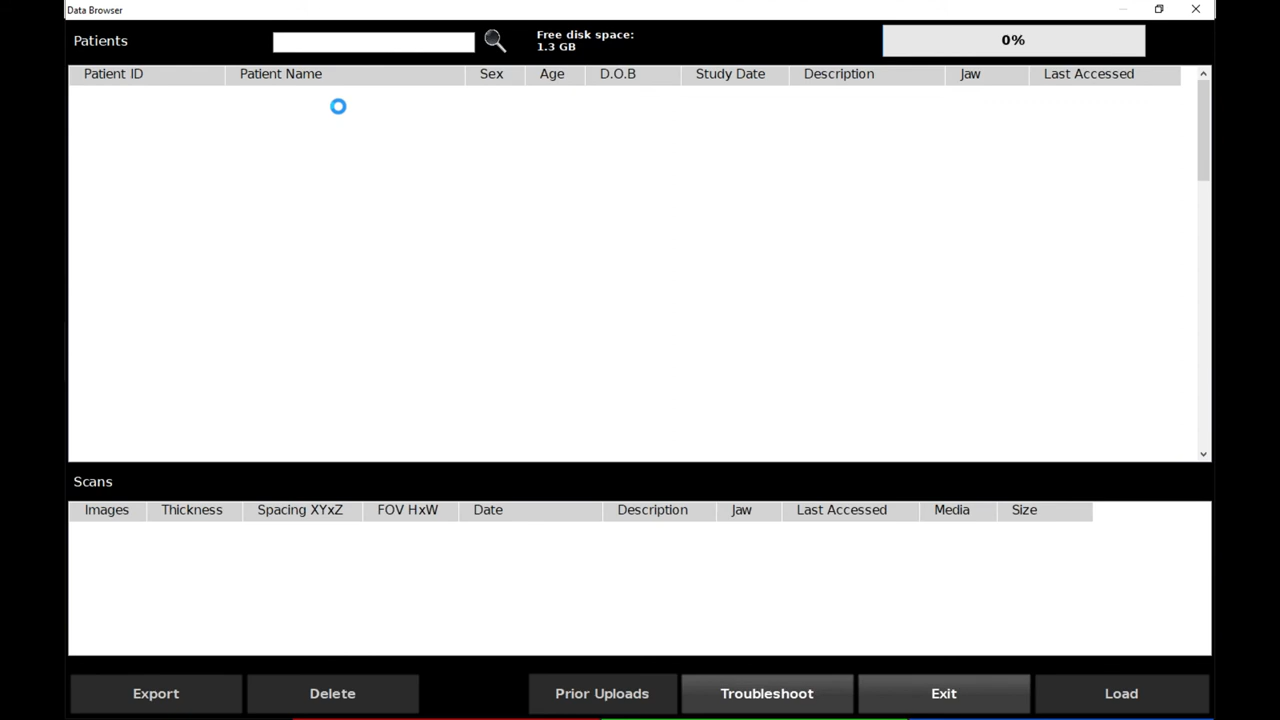 Data Browser
Patients
Free disk space:
1.3 GB
0%
Patient ID Patient Name Sex Age D.O.B Study Date Description Jaw Last Accessed
Scans
Images Thickness Spacing XYxZ FOV HxW Date Description Jaw Last Accessed Media Size
Export Delete Prior Uploads Troubleshoot Exit Load